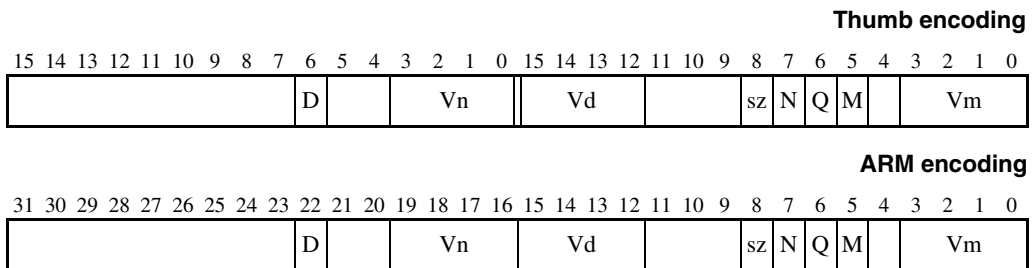 Thumb encoding
15 14 13 12 11 10 9 8 7 6 5 4 3 2 1 0 15 14 13 12 11 10 9 8 7 6 5 4 3 2 1 0
D Vn Vd sz N Q M Vm
ARM encoding
31 30 29 28 27 26 25 24 23 22 21 20 19 18 17 16 15 14 13 12 11 10 9 8 7 6 5 4 3 2 1 0
D Vn Vd sz N Q M Vm